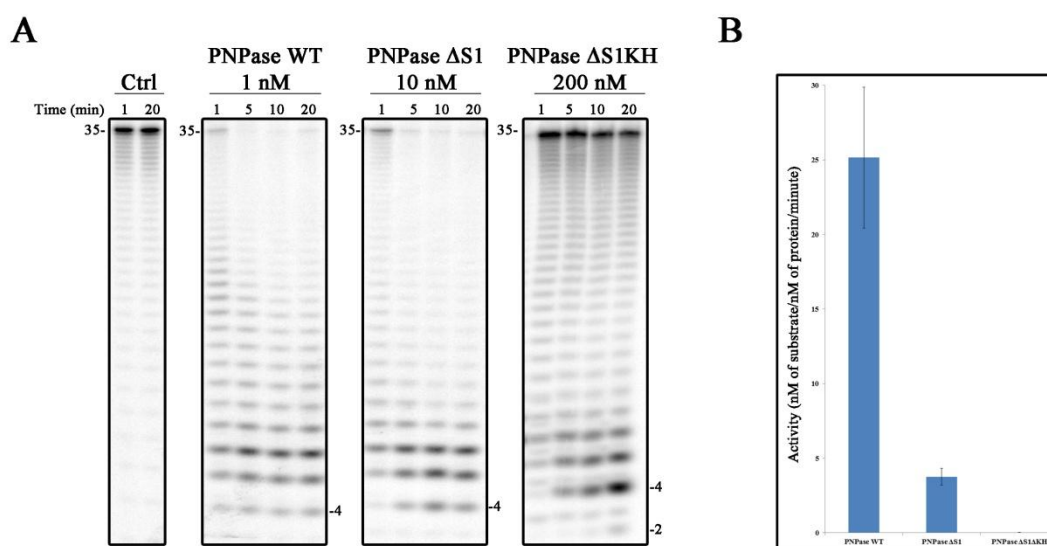 A
B
Ctrl
PNPase WT
1 nM
PNPase ΔS1
10 nM
PNPase ΔS1KH
200 nM
Time (min) 1 20
1 5 10 20
1 5 10 20
1 5 10 20
35-
35-
35-
35-
-4
-4
-4
-2
Activity (nM of substrate/nM of protein/minute)
30
25
20
15
10
5
0
PNPase WT
PNPase ΔS1
PNPase ΔS1ΔKH